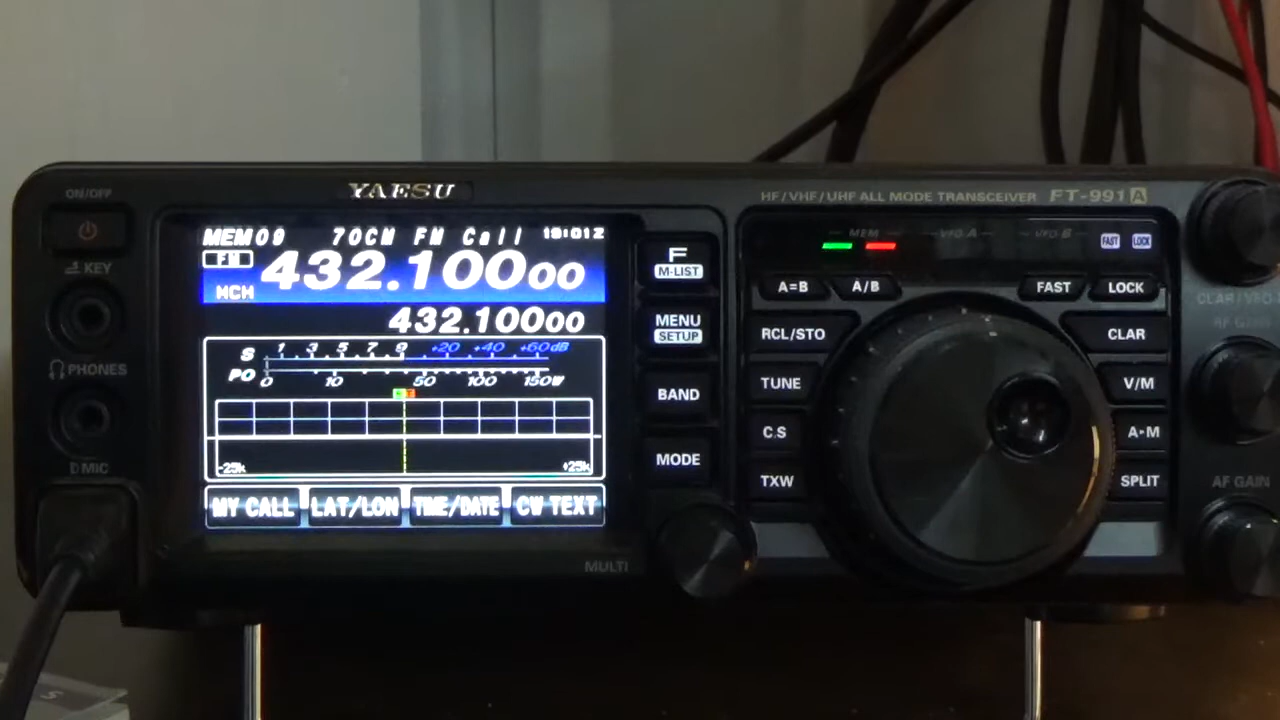 ON/OFF
YAESU
HF/VHF/UHF ALL MODE TRANSCEIVER FT-991A
MEM09 70CM FM Call
FM
432.10000
MCH
432.10000
S 1 3 5 7 9 +20 +40 +60dB
PO 0 10 50 100 150W
-25k +25k
MY CALL LAT/LON TIME/DATE CW TEXT
KEY
PHONES
MIC
MULTI
F
M-LIST
MENU
SETUP
BAND
MODE
MEM VFO A VFO B
FAST LOCK
A=B A/B FAST LOCK
RCL/STO
TUNE
C.S
TXW
CLAR
V/M
A▸M
SPLIT
AF GAIN